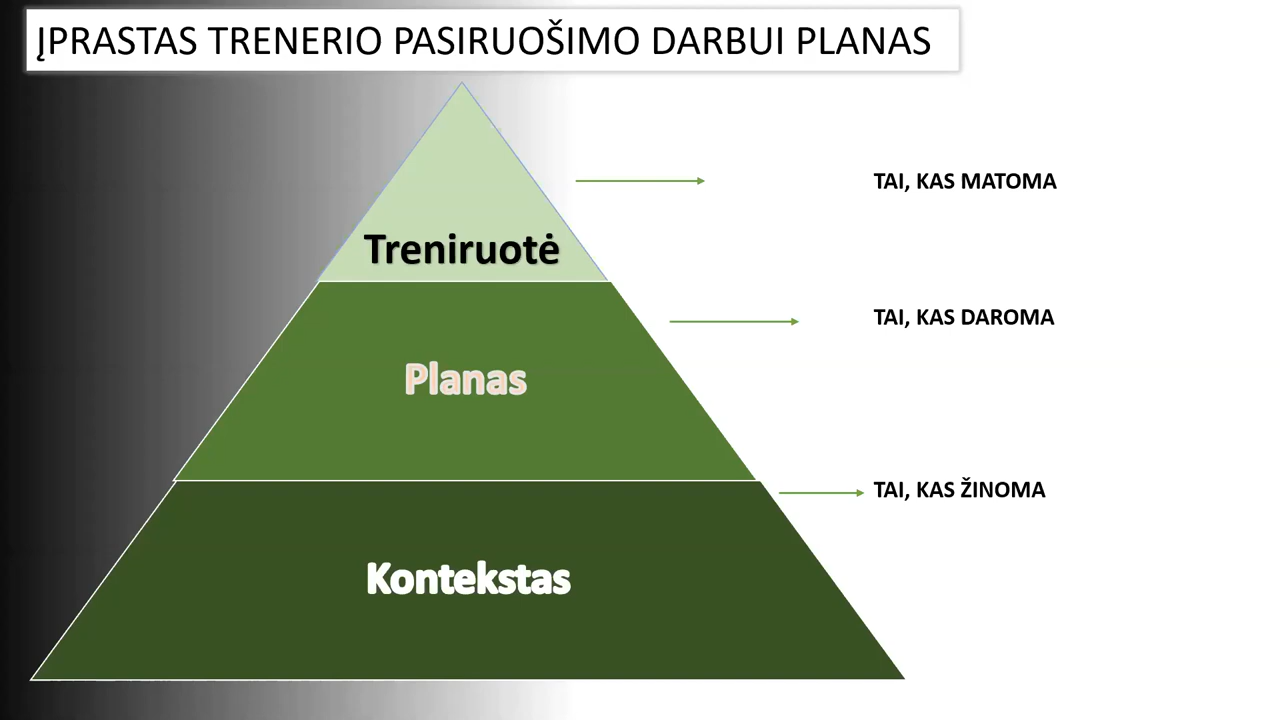 ĮPRASTAS TRENERIO PASIRUOŠIMO DARBUI PLANAS
TAI, KAS MATOMA
Treniruotė
TAI, KAS DAROMA
Planas
TAI, KAS ŽINOMA
Kontekstas